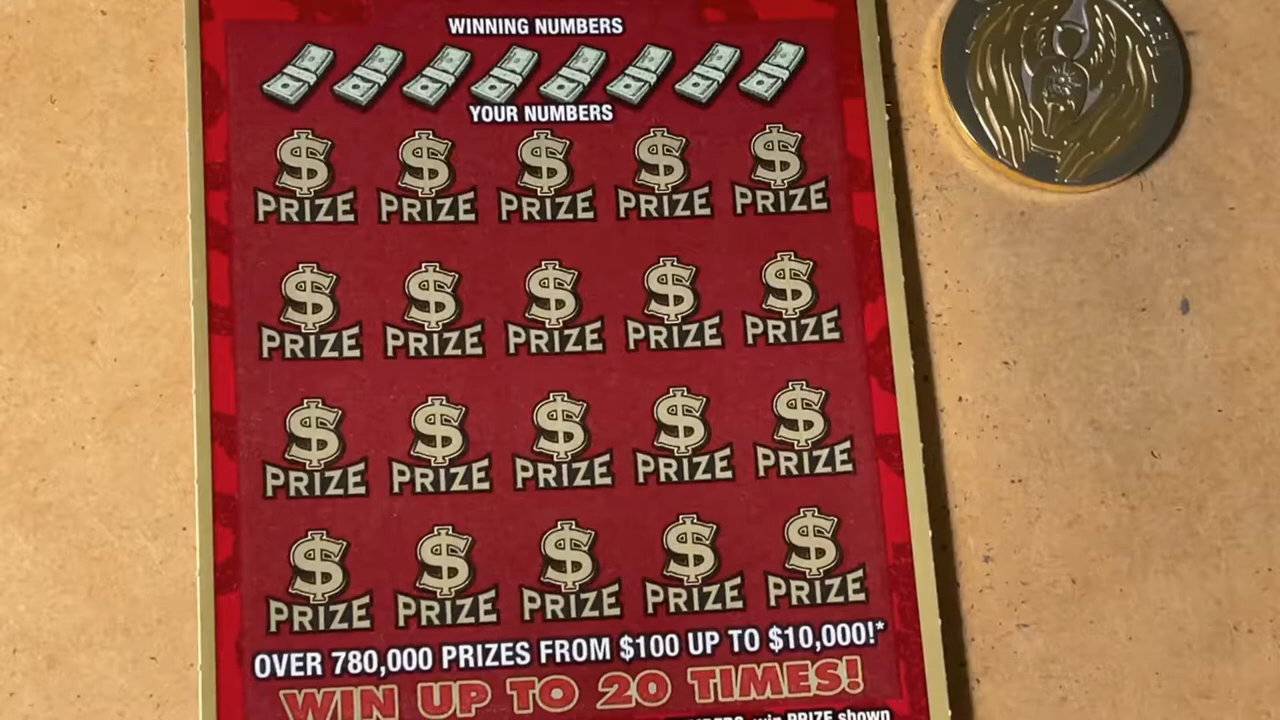 WINNING NUMBERS
YOUR NUMBERS
$ $ $ $ $
PRIZE PRIZE PRIZE PRIZE PRIZE
$ $ $ $ $
PRIZE PRIZE PRIZE PRIZE PRIZE
$ $ $ $ $
PRIZE PRIZE PRIZE PRIZE PRIZE
$ $ $ $ $
PRIZE PRIZE PRIZE PRIZE PRIZE
OVER 780,000 PRIZES FROM $100 UP TO $10,000!*
WIN UP TO 20 TIMES!
win PRIZE shown